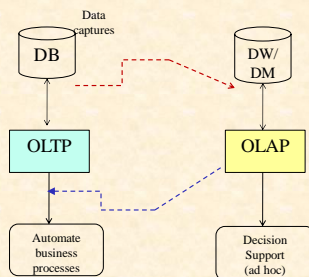 Data
captures
DB
DW/
DM
OLTP
OLAP
Automate
business
processes
Decision
Support
(ad hoc)